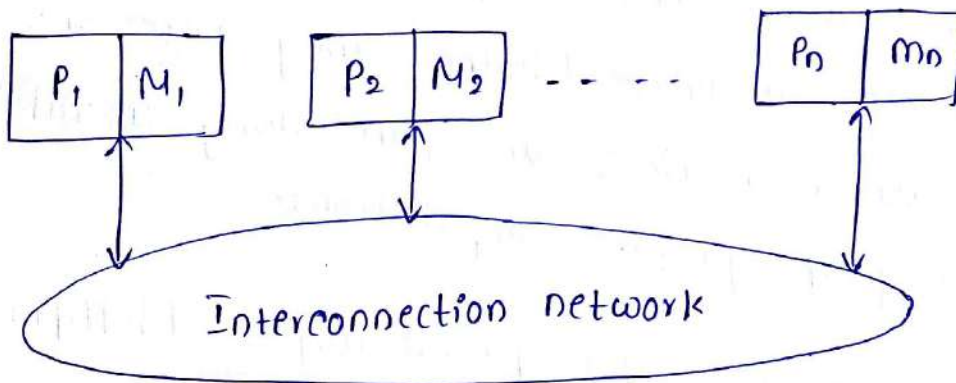 P1 M1 P2 M2 - - - - Pn mn
Interconnection network